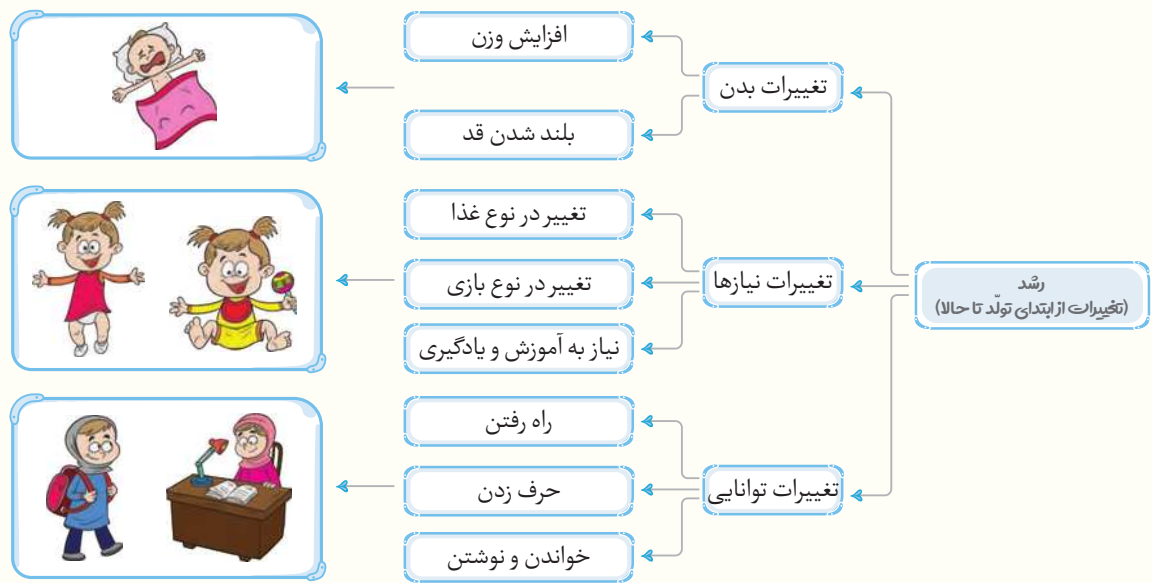 رشد
(تغییرات از ابتدای تولّد تا حالا)
تغییرات بدن
افزایش وزن
بلند شدن قد
تغییرات نیازها
تغییر در نوع غذا
تغییر در نوع بازی
نیاز به آموزش و یادگیری
تغییرات توانایی
راه رفتن
حرف زدن
خواندن و نوشتن